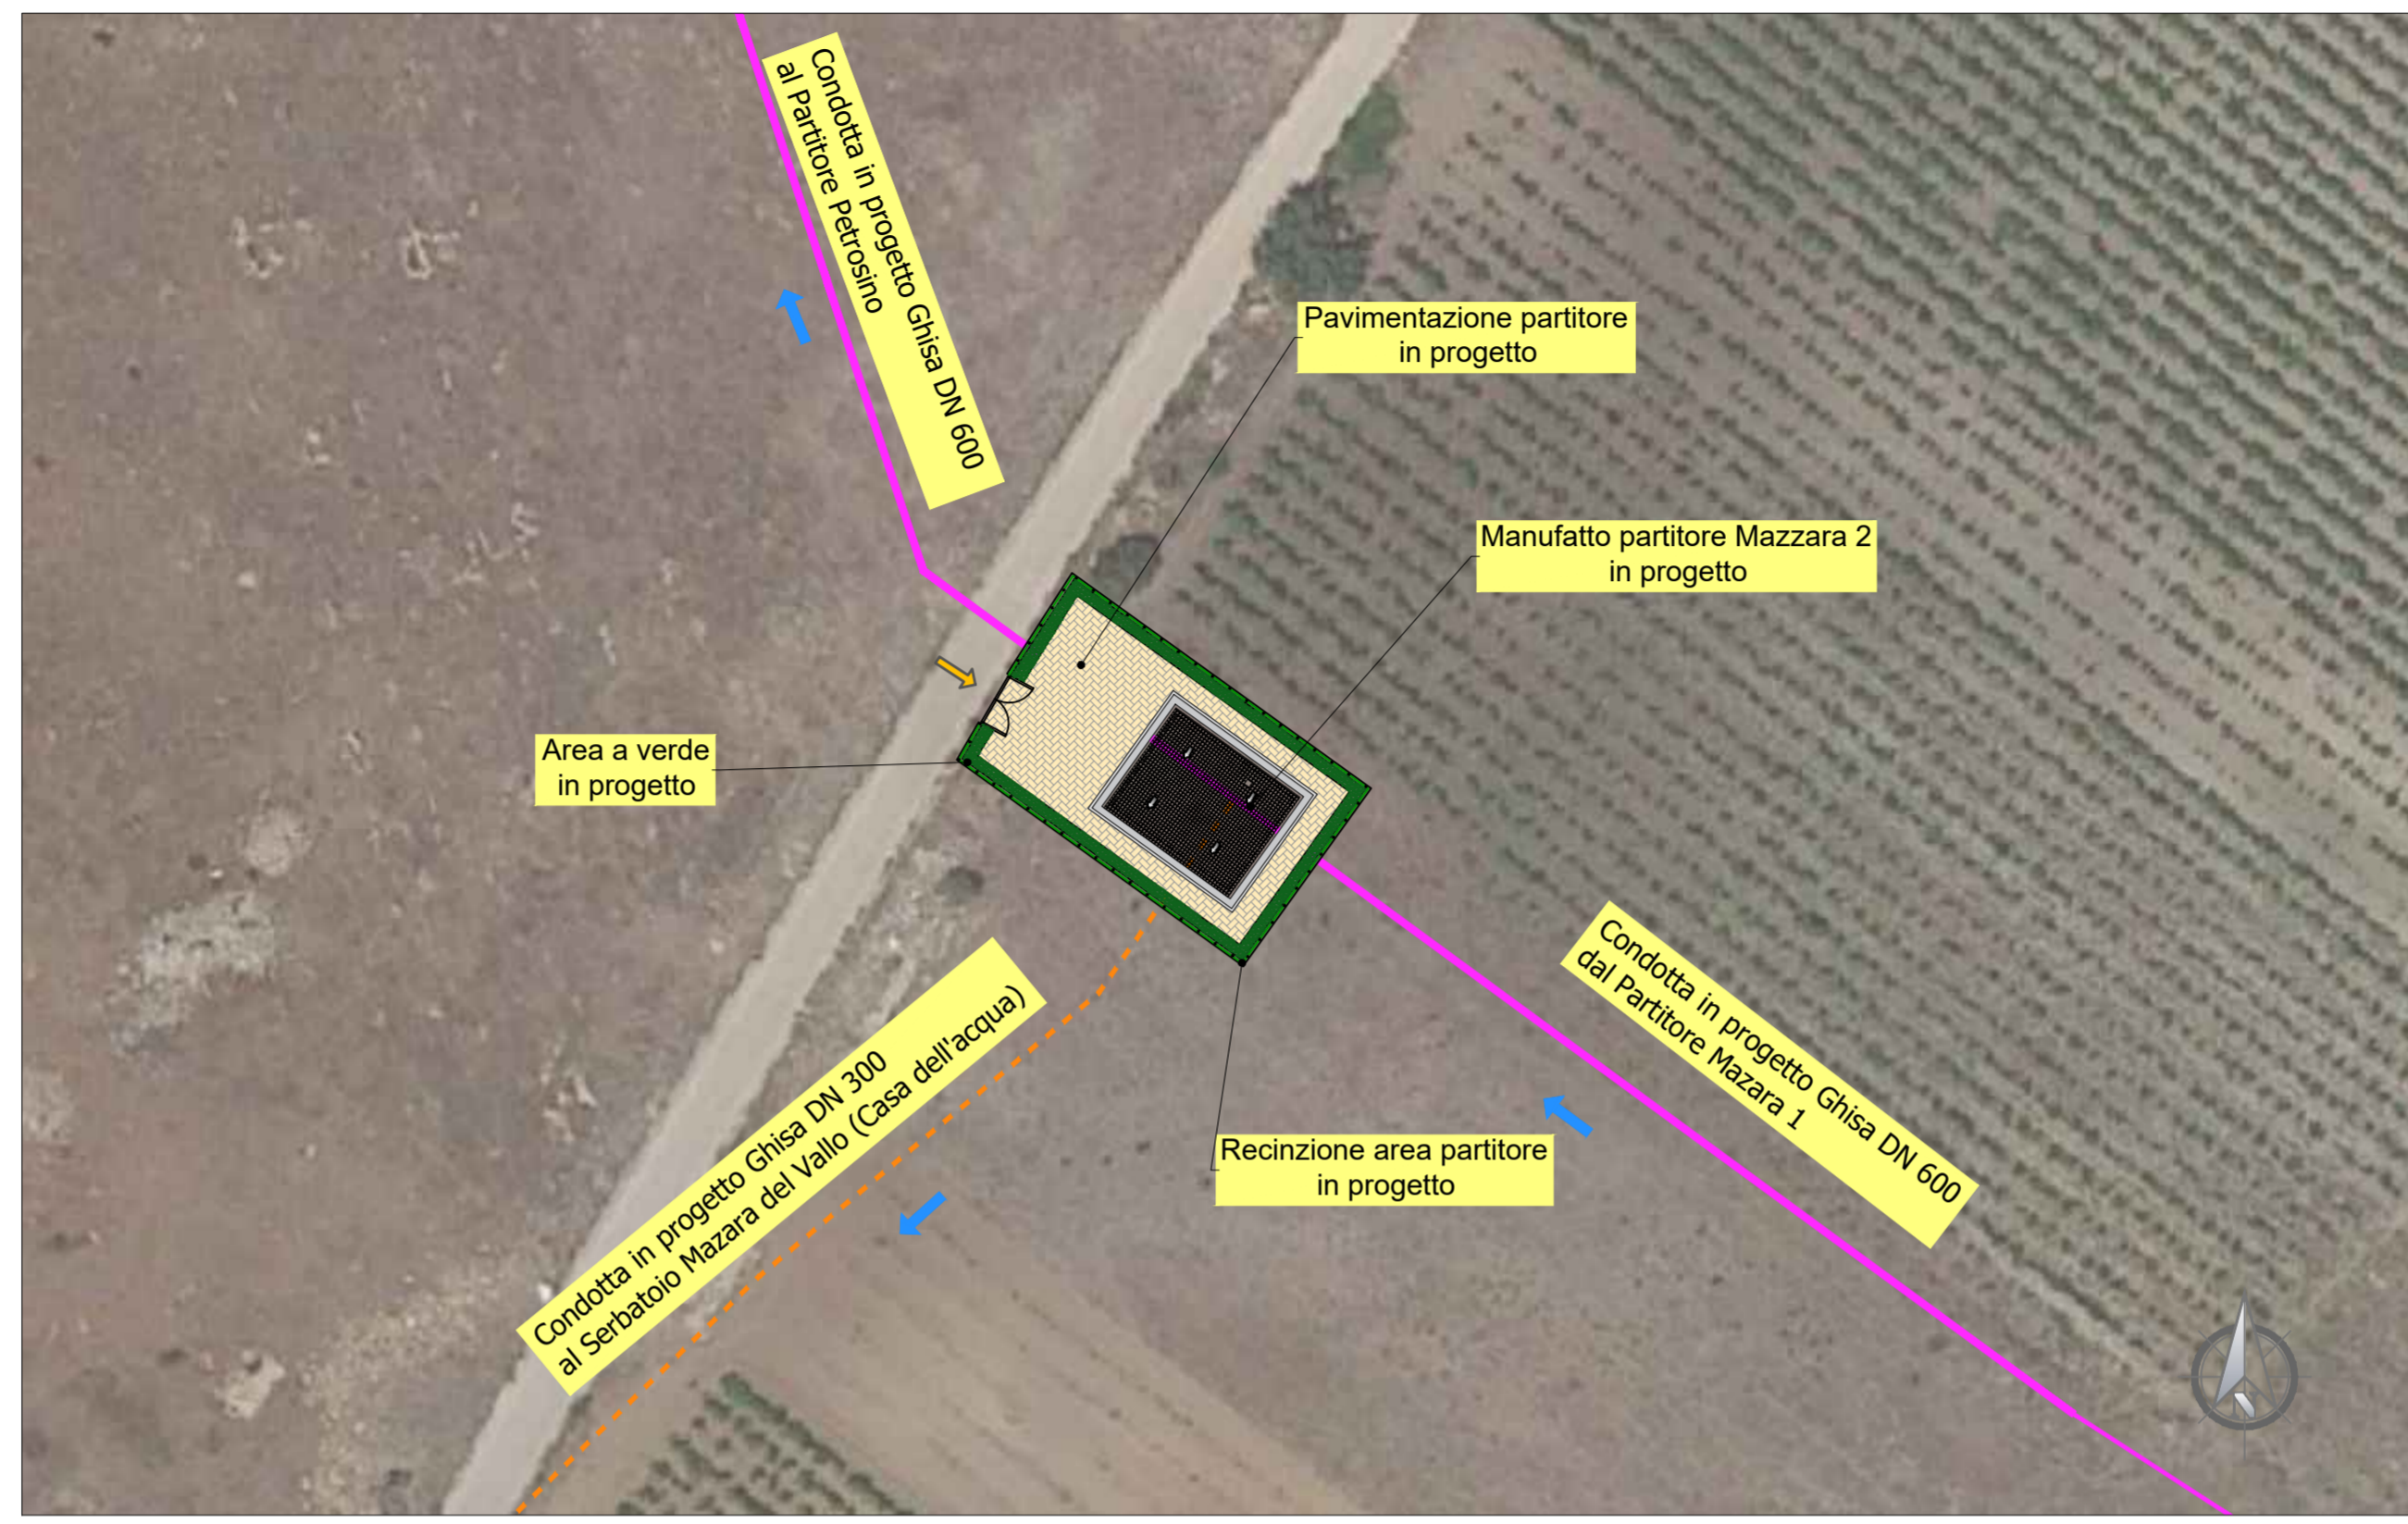 Condotta in progetto Ghisa DN 600
al Partitore Petrosino
Pavimentazione partitore
in progetto
Manufatto partitore Mazzara 2
in progetto
Area a verde
in progetto
Condotta in progetto Ghisa DN 600
dal Partitore Mazara 1
Condotta in progetto Ghisa DN 300
al Serbatoio Mazara del Vallo (Casa dell'acqua)
Recinzione area partitore
in progetto